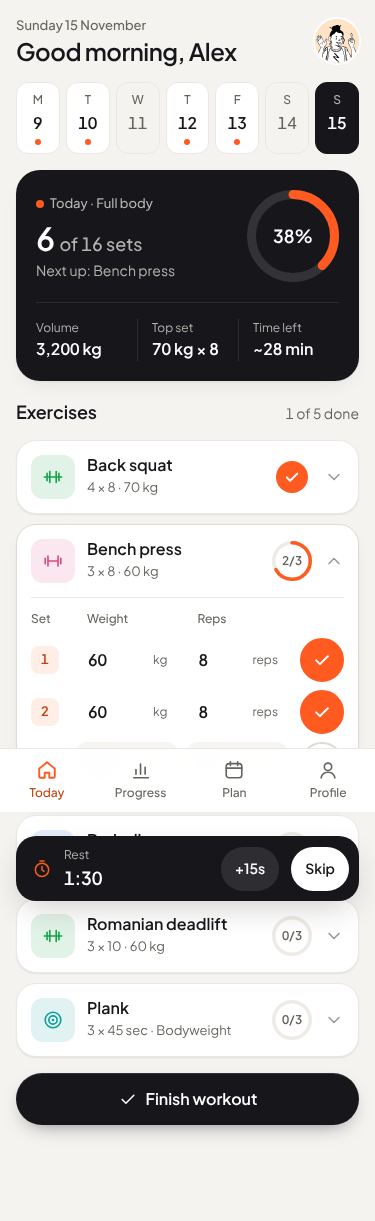 Sunday 15 November
Good morning, Alex
M T W T F S S
9 10 11 12 13 14 15
Today · Full body
6 of 16 sets
Next up: Bench press
38%
Volume Top set Time left
3,200 kg 70 kg × 8 ~28 min
Exercises 1 of 5 done
Back squat
4 × 8 · 70 kg
Bench press
3 × 8 · 60 kg
2/3
Set Weight Reps
1 60 kg 8 reps
2 60 kg 8 reps
Today Progress Plan Profile
Rest
1:30
+15s Skip
Romanian deadlift
3 × 10 · 60 kg
0/3
Plank
3 × 45 sec · Bodyweight
0/3
Finish workout